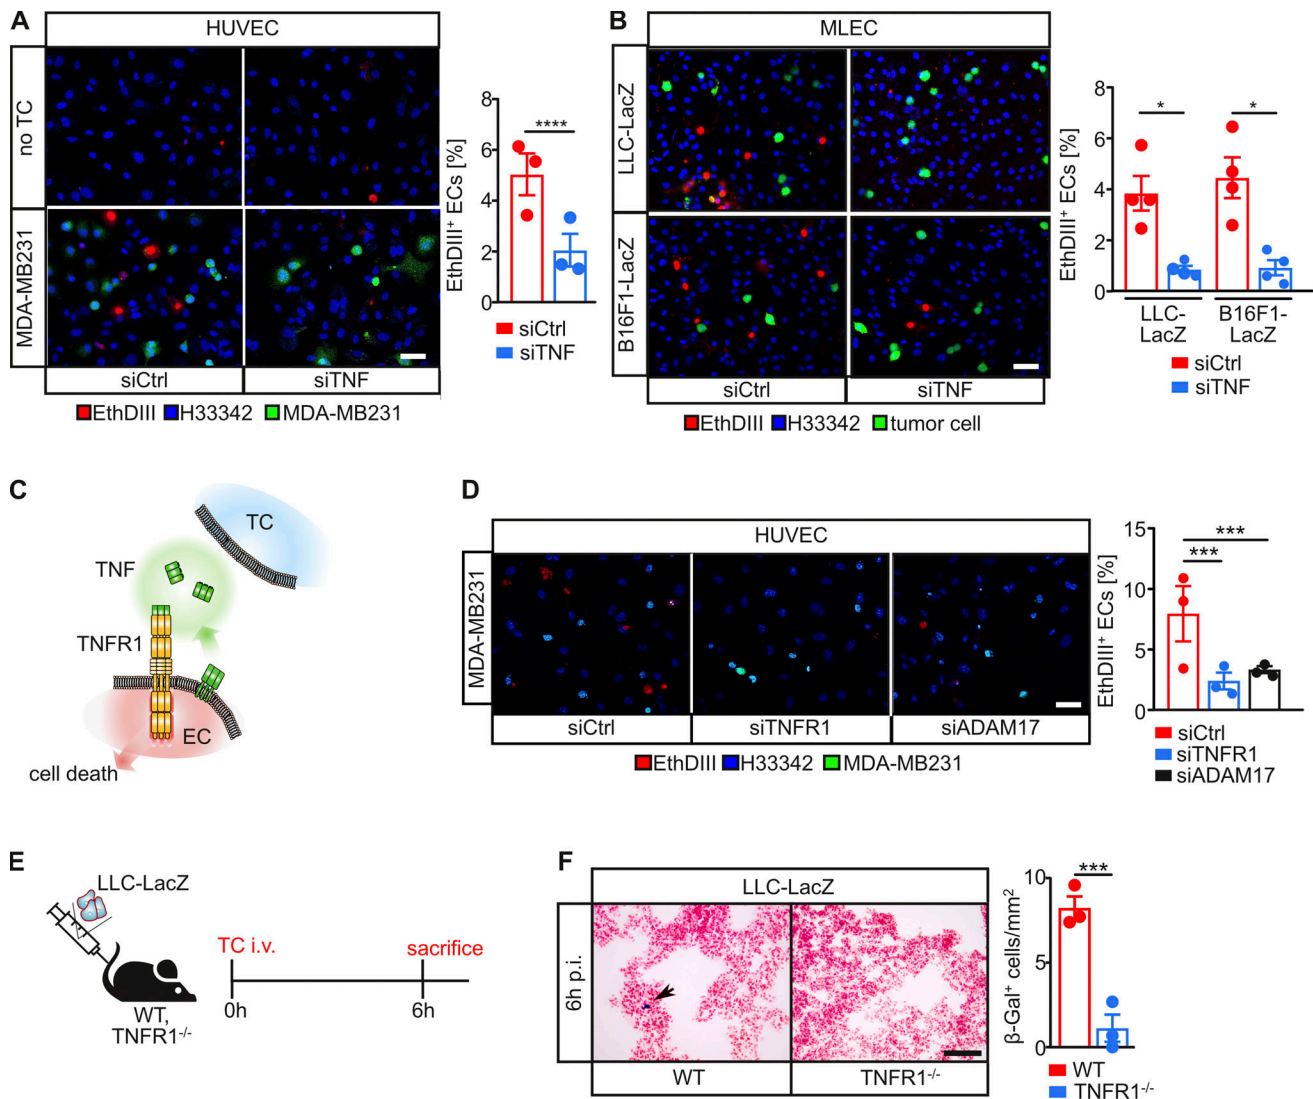 A
HUVEC
no TC
MDA-MB231
siCtrl
siTNF
EthDIII H33342 MDA-MB231
EthDIII⁺ ECs [%]
8
6
4
2
0
****
siCtrl
siTNF
B
MLEC
LLC-LacZ
B16F1-LacZ
siCtrl
siTNF
EthDIII H33342 tumor cell
EthDIII⁺ ECs [%]
8
6
4
2
0
*
*
LLC-
LacZ
B16F1-
LacZ
siCtrl
siTNF
C
TC
TNF
TNFR1
EC
cell death
D
HUVEC
MDA-MB231
siCtrl
siTNFR1
siADAM17
EthDIII H33342 MDA-MB231
EthDIII⁺ ECs [%]
15
10
5
0
***
***
siCtrl
siTNFR1
siADAM17
E
LLC-LacZ
WT,
TNFR1⁻/⁻
TC i.v.
sacrifice
0h
6h
F
LLC-LacZ
6h p.i.
WT
TNFR1⁻/⁻
β-Gal⁺ cells/mm²
10
5
0
***
WT
TNFR1⁻/⁻